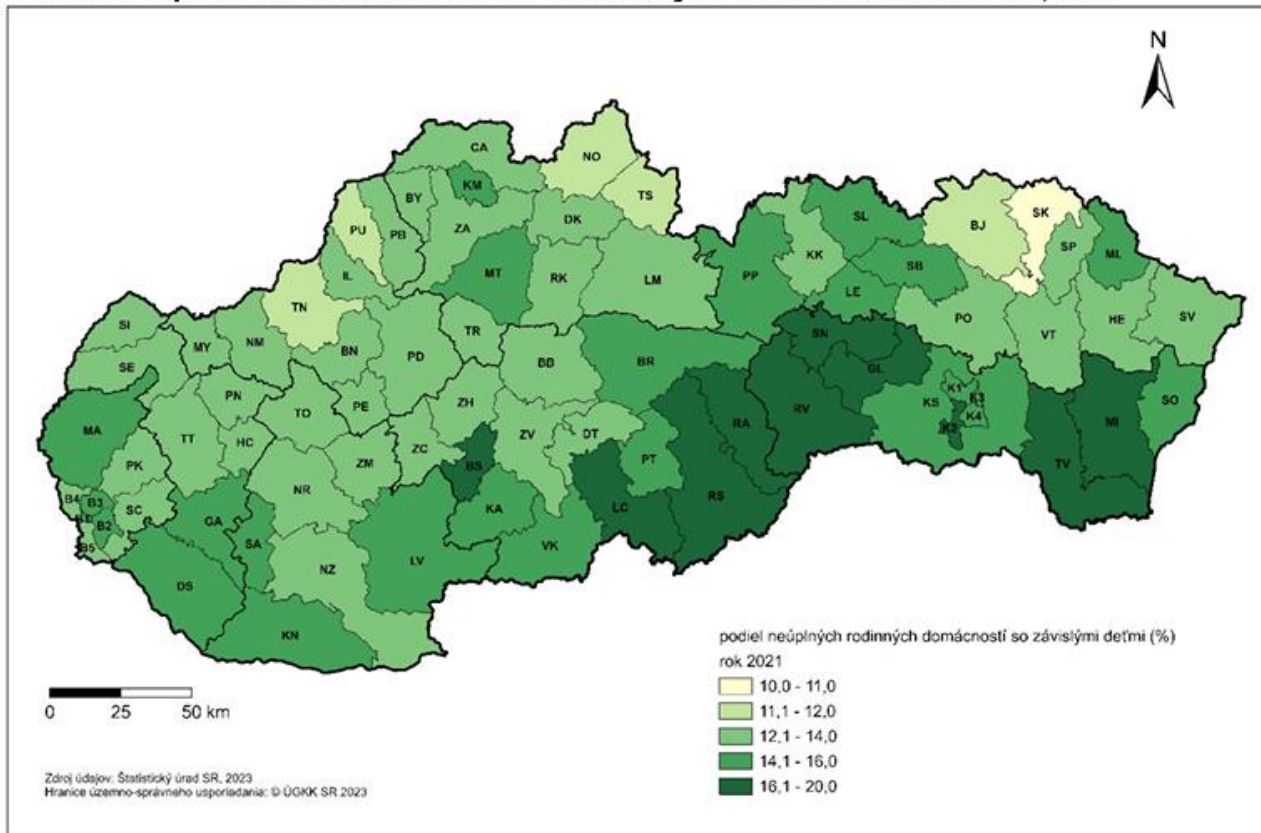 N
CA
NO
KM
TS
BY
PU
PB
ZA
DK
SL
BJ
SK
SP
ML
IL
MT
RK
LM
PP
KK
SB
LE
TN
PO
VT
HE
SV
SI
MY
NM
BN
PD
TR
BB
BR
SN
GL
SE
PN
TO
PE
ZH
ZV
DT
RA
RV
KS
K1
K3
K4
K2
SO
MA
TT
HC
ZM
ZC
BS
PT
MI
TV
PK
NR
KA
LC
RS
B4
B3
SC
B2
B5
GA
SA
LV
VK
NZ
DS
KN
podiel neúplných rodinných domácností so závislými deťmi (%)
rok 2021
10,0 - 11,0
11,1 - 12,0
12,1 - 14,0
14,1 - 16,0
16,1 - 20,0
0 25 50 km
Zdroj údajov: Štatistický úrad SR, 2023
Hranice územno-správneho usporiadania: © ÚGKK SR 2023